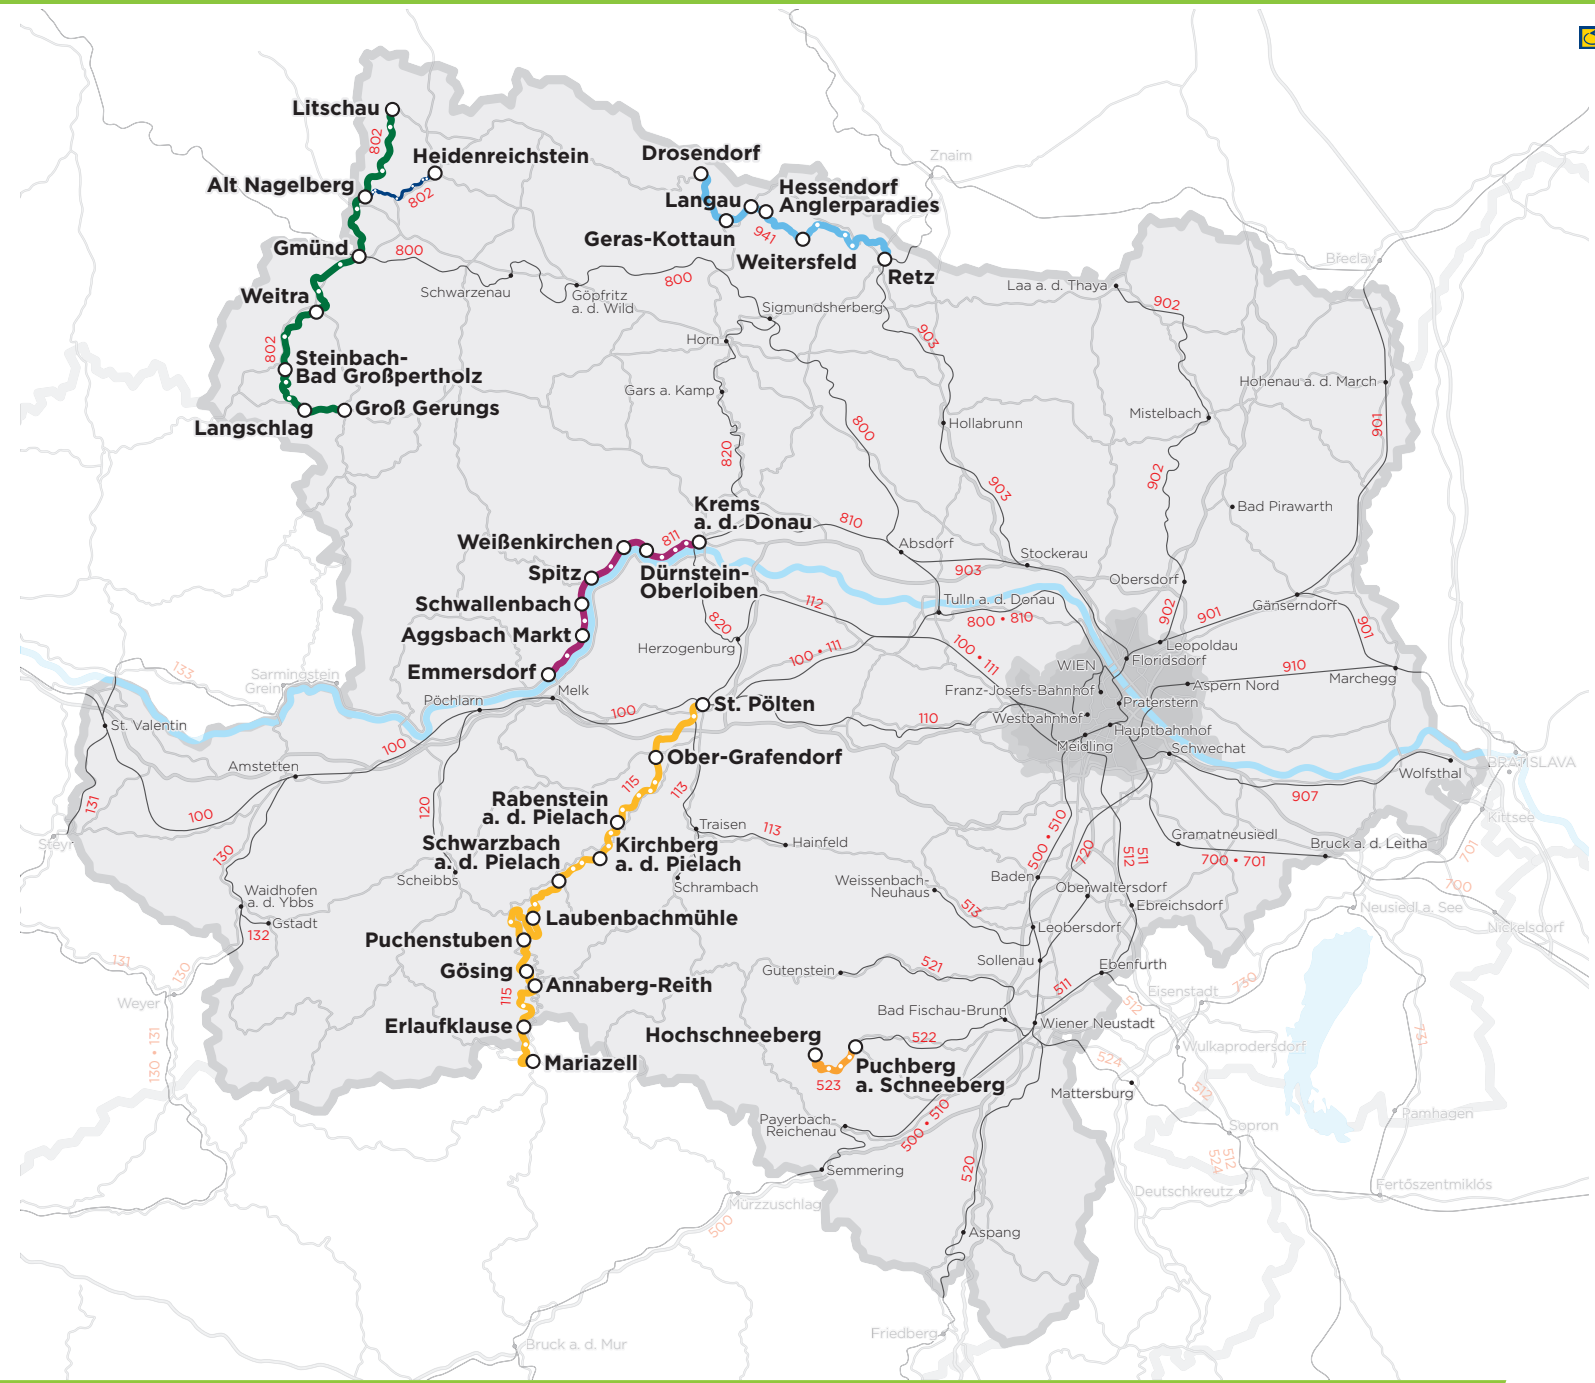 Litschau
802
Heidenreichstein
Alt Nagelberg
802
Gmünd
800
Weitra
Schwarzenau
Göpfritz
a. d. Wild
800
802
Steinbach-
Bad Großpertholz
Groß Gerungs
Langschlag
Drosendorf
Hessendorf
Anglerparadies
Langau
941
Geras-Kottaun
Weitersfeld
Retz
Znaim
Břeclav
Laa a. d. Thaya
902
Sigmundsherberg
903
Horn
Gars a. Kamp
Hohenau a. d. March
Mistelbach
901
800
Hollabrunn
820
902
903
Bad Pirawarth
Krems
a. d. Donau
810
811
Weißenkirchen
Absdorf
Stockerau
903
Spitz
Dürnstein-
Oberloiben
Obersdorf
Schwallenbach
112
Tulln a. d. Donau
800 • 810
902
901
Gänserndorf
901
Aggsbach Markt
820
Herzogenburg
100 • 111
100 • 111
Leopoldau
Floridsdorf
WIEN
910
Marchegg
Emmersdorf
Franz-Josefs-Bahnhof
Aspern Nord
Praterstern
133
Sarmingstein
Grein
Pöchlarn
Melk
100
St. Pölten
110
Westbahnhof
Hauptbahnhof
Meidling
Schwechat
St. Valentin
100
Amstetten
Ober-Grafendorf
BRATISLAVA
Wolfsthal
907
131
100
120
115
113
Kittsee
Rabenstein
a. d. Pielach
Traisen
113
Hainfeld
500 • 510
720
511
512
Gramatneusiedl
700 • 701
Bruck a. d. Leitha
701
Steyr
130
Schwarzbach
a. d. Pielach
Kirchberg
a. d. Pielach
Scheibbs
Schrambach
Weissenbach-
Neuhaus
Baden
Oberwaltersdorf
Ebreichsdorf
700
Neusiedl a. See
Nickelsdorf
Waidhofen
a. d. Ybbs
Gstadt
132
Laubenbachmühle
513
Leobersdorf
Puchenstuben
131
130
Gösing
Annaberg-Reith
115
Gutenstein
521
Sollenau
Ebenfurth
511
730
Weyer
Eisenstadt
512
Erlaufklause
Hochschneeberg
Bad Fischau-Brunn
Wiener Neustadt
522
731
130 • 131
Mariazell
Puchberg
a. Schneeberg
523
524
Wulkaprodersdorf
Mattersburg
512
Payerbach-
Reichenau
500 • 510
Pamhagen
Sopron
Semmering
520
524
512
Deutschkreutz
Fertőszentmiklós
Mürzzuschlag
500
Aspang
Friedberg
Bruck a. d. Mur